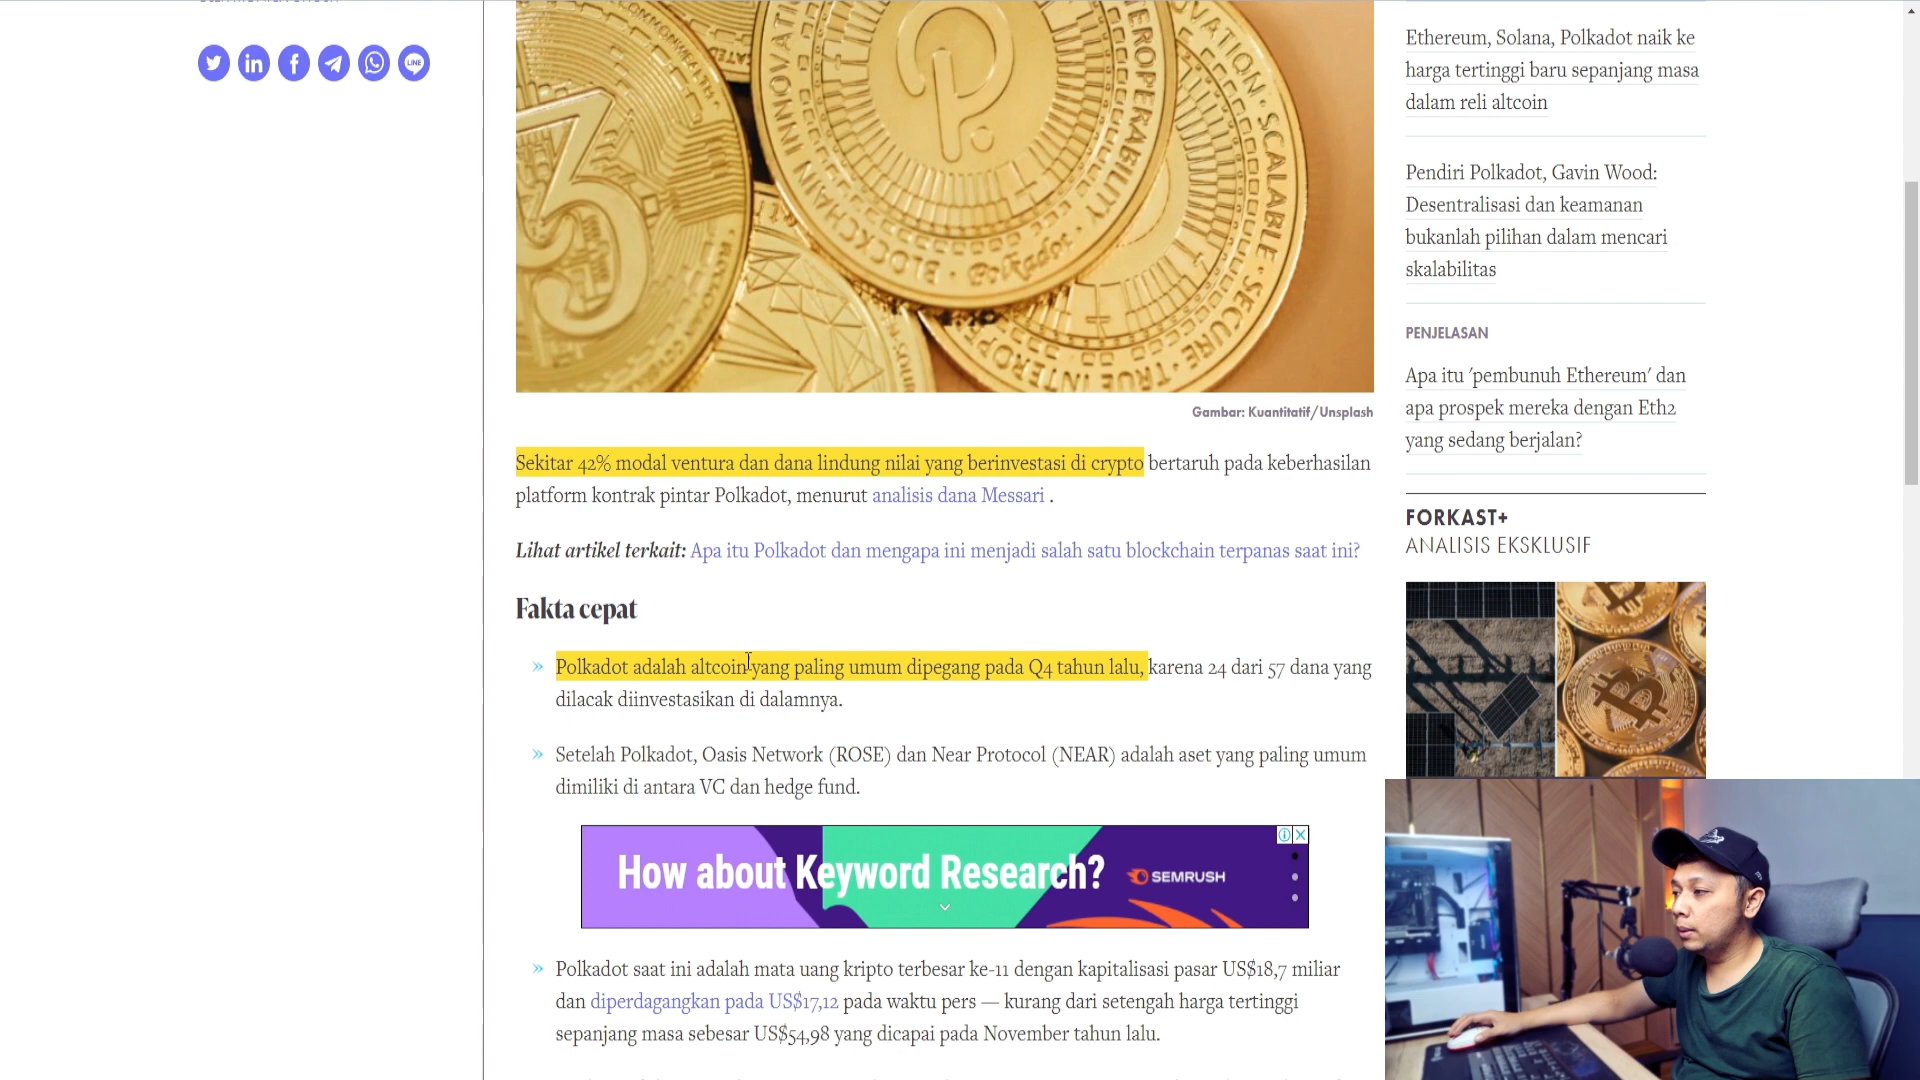 BLOCKCHAIN INNOVATION
EROPERABILITY
Polkadot
TRUE INTEROP
SCALABLE · SECURE ·
Gambar: Kuantitatif/Unsplash
Sekitar 42% modal ventura dan dana lindung nilai yang berinvestasi di crypto bertaruh pada keberhasilan
platform kontrak pintar Polkadot, menurut analisis dana Messari .
Lihat artikel terkait: Apa itu Polkadot dan mengapa ini menjadi salah satu blockchain terpanas saat ini?
Fakta cepat
» Polkadot adalah altcoin yang paling umum dipegang pada Q4 tahun lalu, karena 24 dari 57 dana yang
dilacak diinvestasikan di dalamnya.
» Setelah Polkadot, Oasis Network (ROSE) dan Near Protocol (NEAR) adalah aset yang paling umum
dimiliki di antara VC dan hedge fund.
How about Keyword Research? SEMRUSH
» Polkadot saat ini adalah mata uang kripto terbesar ke-11 dengan kapitalisasi pasar US$18,7 miliar
dan diperdagangkan pada US$17,12 pada waktu pers — kurang dari setengah harga tertinggi
sepanjang masa sebesar US$54,98 yang dicapai pada November tahun lalu.
Ethereum, Solana, Polkadot naik ke
harga tertinggi baru sepanjang masa
dalam reli altcoin
Pendiri Polkadot, Gavin Wood:
Desentralisasi dan keamanan
bukanlah pilihan dalam mencari
skalabilitas
PENJELASAN
Apa itu 'pembunuh Ethereum' dan
apa prospek mereka dengan Eth2
yang sedang berjalan?
FORKAST+
ANALISIS EKSKLUSIF
LINE